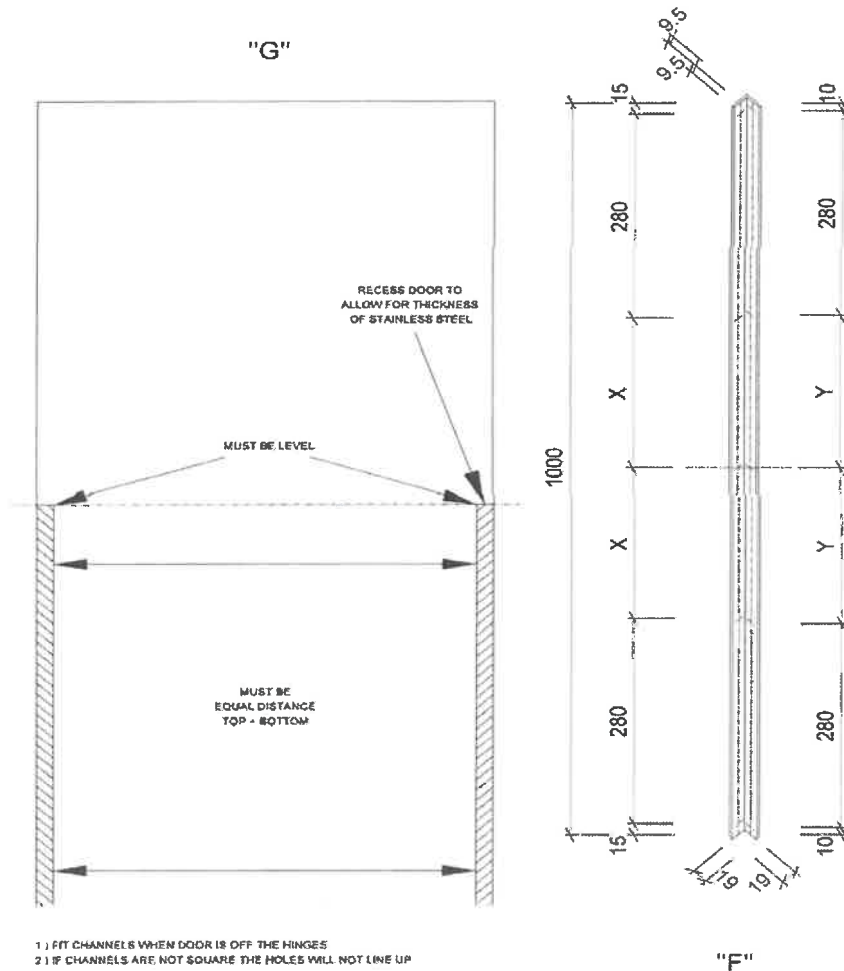 "G"
RECESS DOOR TO
ALLOW FOR THICKNESS
OF STAINLESS STEEL
MUST BE LEVEL
MUST BE
EQUAL DISTANCE
TOP + BOTTOM
1 ) FIT CHANNELS WHEN DOOR IS OFF THE HINGES
2 ) IF CHANNELS ARE NOT SQUARE THE HOLES WILL NOT LINE UP
9.5
9.5
15
10
280
280
X
Y
1000
X
Y
280
280
15
10
19
19
"F"